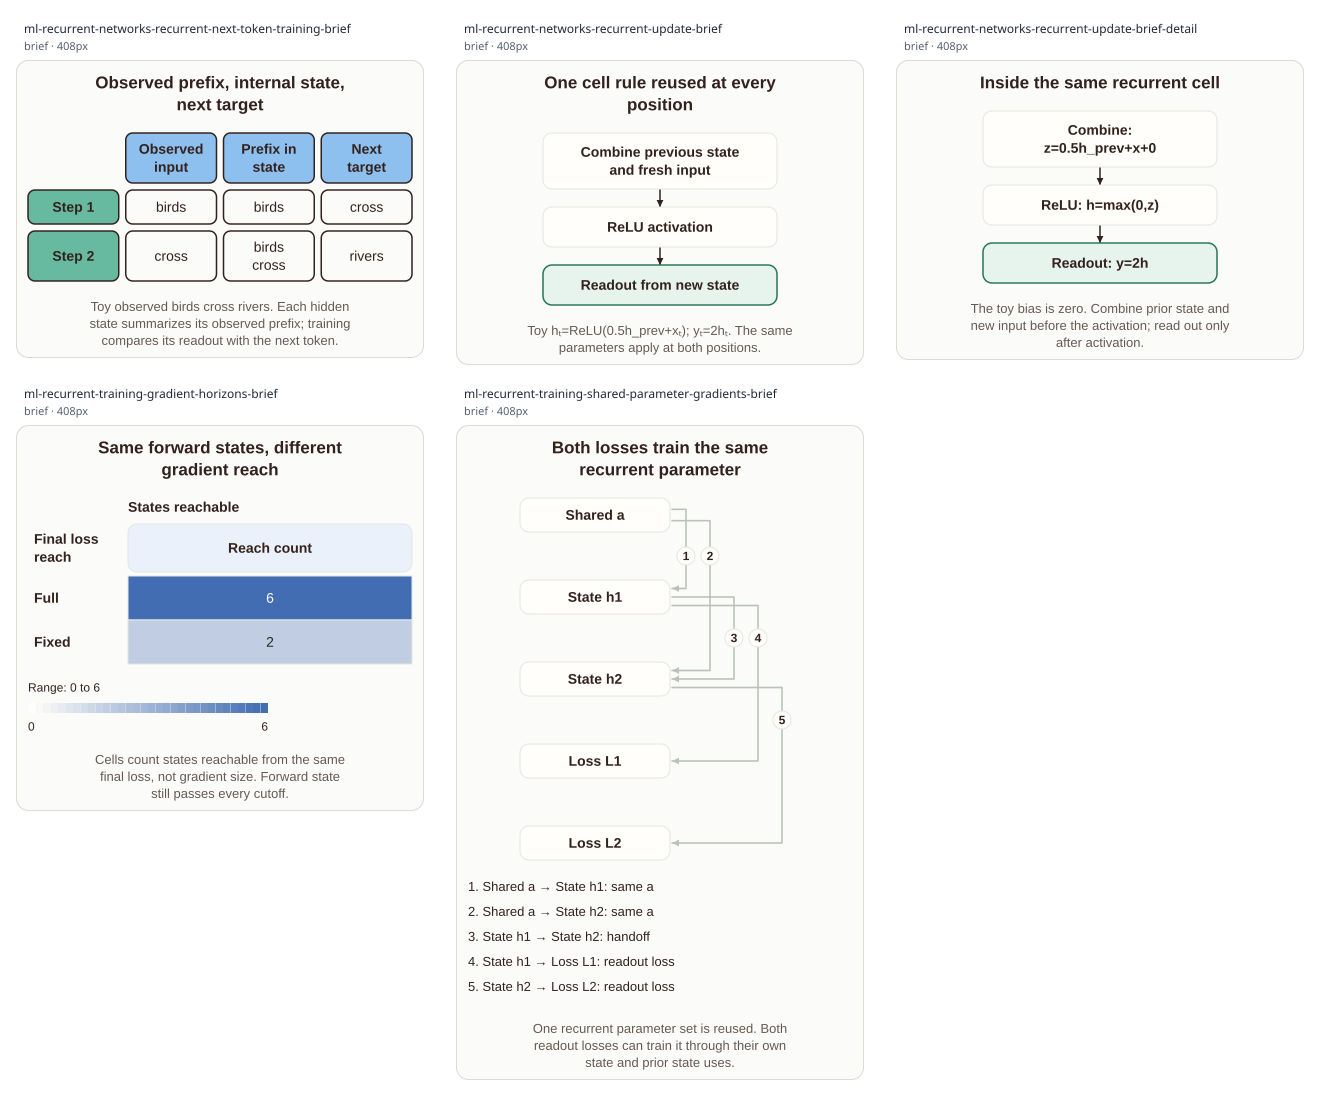 ml-recurrent-networks-recurrent-next-token-training-brief
brief · 408px
Observed prefix, internal state,
next target
Observed
input
Prefix in
state
Next
target
Step 1
birds
birds
cross
Step 2
cross
birds
cross
rivers
Toy observed birds cross rivers. Each hidden
state summarizes its observed prefix; training
compares its readout with the next token.
ml-recurrent-networks-recurrent-update-brief
brief · 408px
One cell rule reused at every
position
Combine previous state
and fresh input
ReLU activation
Readout from new state
Toy hₜ=ReLU(0.5h_prev+xₜ); yₜ=2hₜ. The same
parameters apply at both positions.
ml-recurrent-networks-recurrent-update-brief-detail
brief · 408px
Inside the same recurrent cell
Combine:
z=0.5h_prev+x+0
ReLU: h=max(0,z)
Readout: y=2h
The toy bias is zero. Combine prior state and
new input before the activation; read out only
after activation.
ml-recurrent-training-gradient-horizons-brief
brief · 408px
Same forward states, different
gradient reach
States reachable
Final loss
reach
Reach count
Full
6
Fixed
2
Range: 0 to 6
0
6
Cells count states reachable from the same
final loss, not gradient size. Forward state
still passes every cutoff.
ml-recurrent-training-shared-parameter-gradients-brief
brief · 408px
Both losses train the same
recurrent parameter
Shared a
1
2
State h1
3
4
State h2
5
Loss L1
Loss L2
1. Shared a → State h1: same a
2. Shared a → State h2: same a
3. State h1 → State h2: handoff
4. State h1 → Loss L1: readout loss
5. State h2 → Loss L2: readout loss
One recurrent parameter set is reused. Both
readout losses can train it through their own
state and prior state uses.